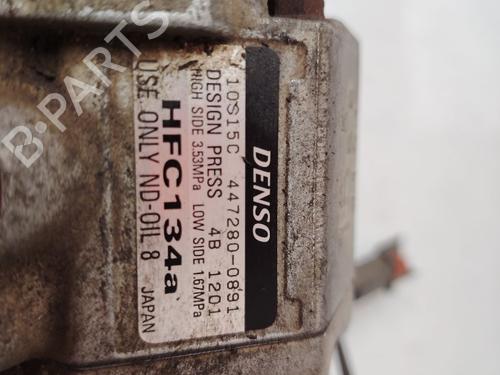 DENSO
10S15C 447280-0891
DESIGN PRESS 4B 1201
HIGH SIDE 3.53MPa LOW SIDE 1.67MPa
HFC134a
USE ONLY ND-OIL 8 JAPAN
B-PARTS